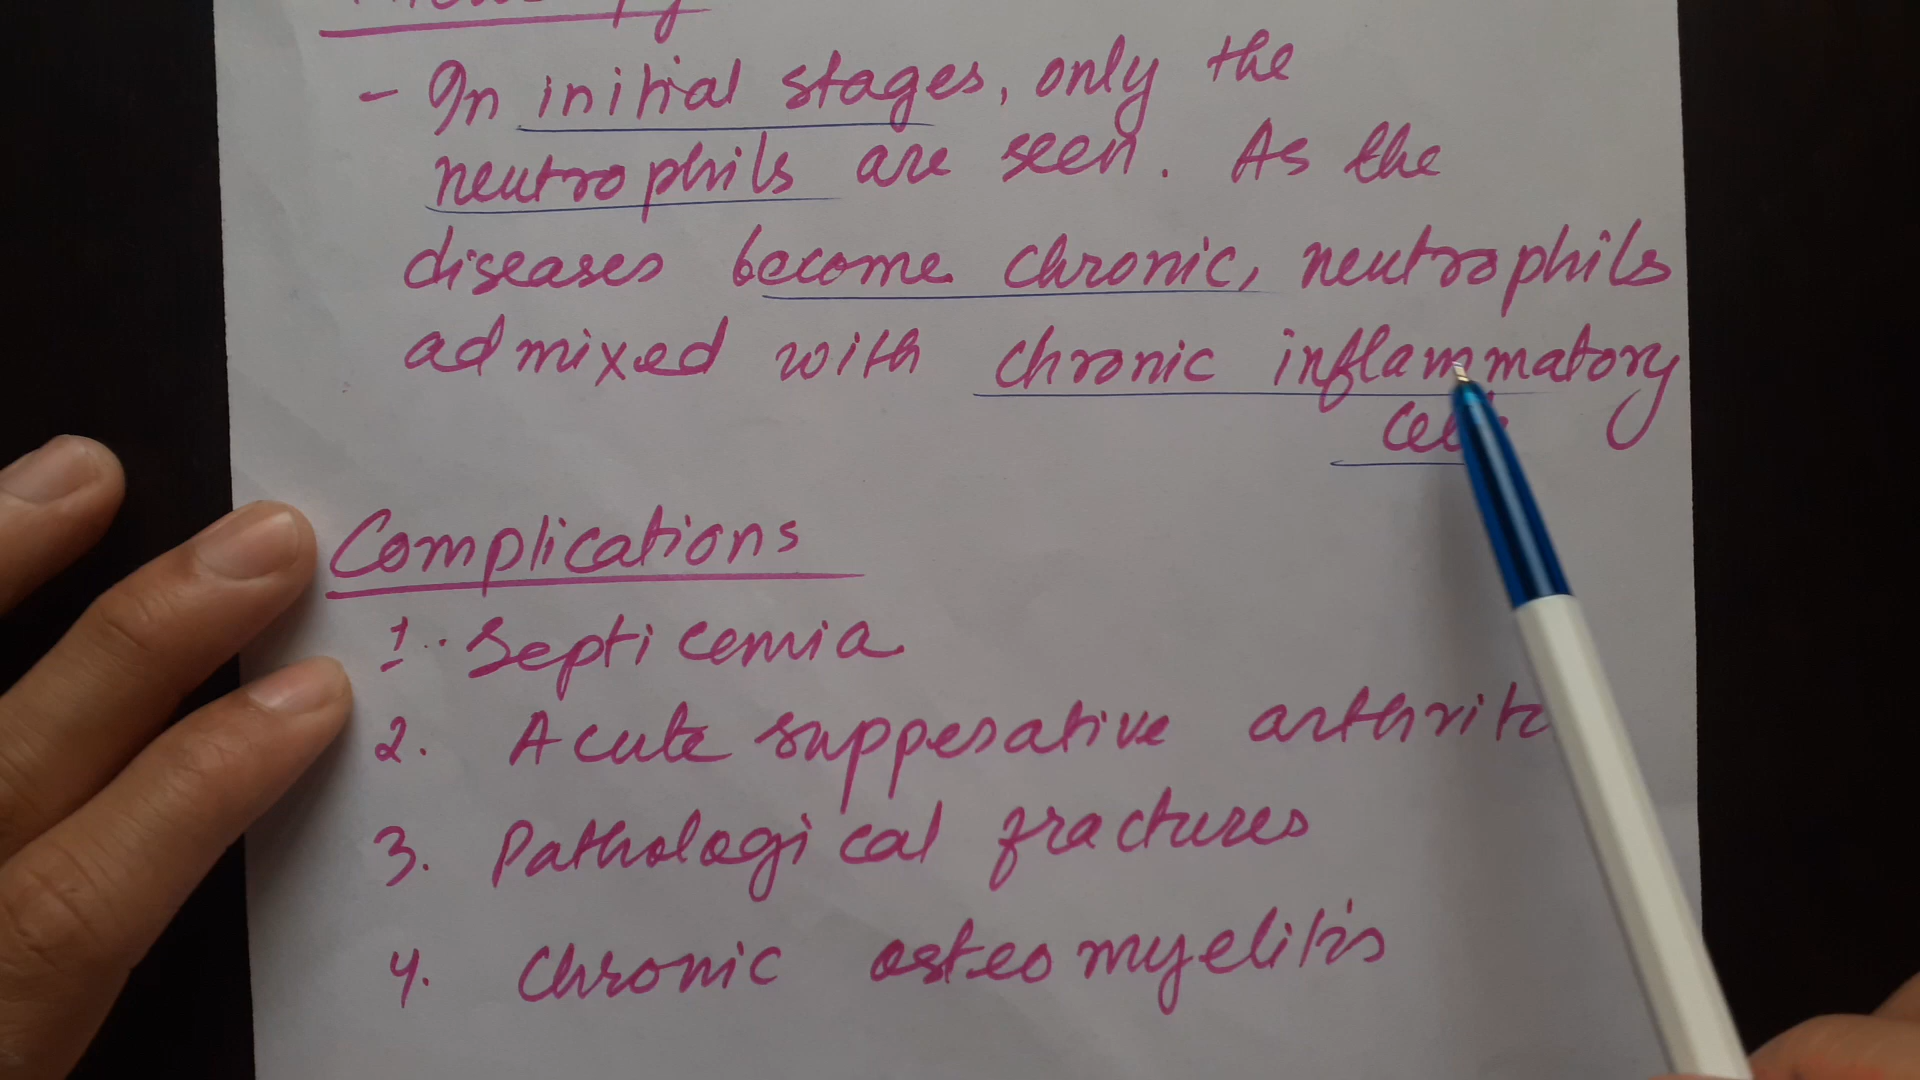 - In initial stages, only the
neutrophils are seen. As the
diseases become chronic, neutrophils
admixed with chronic inflammatory
Complications
1. Septicemia
2. Acute suppesative
3. Pathological fractures
4. Chronic osteomyelitis